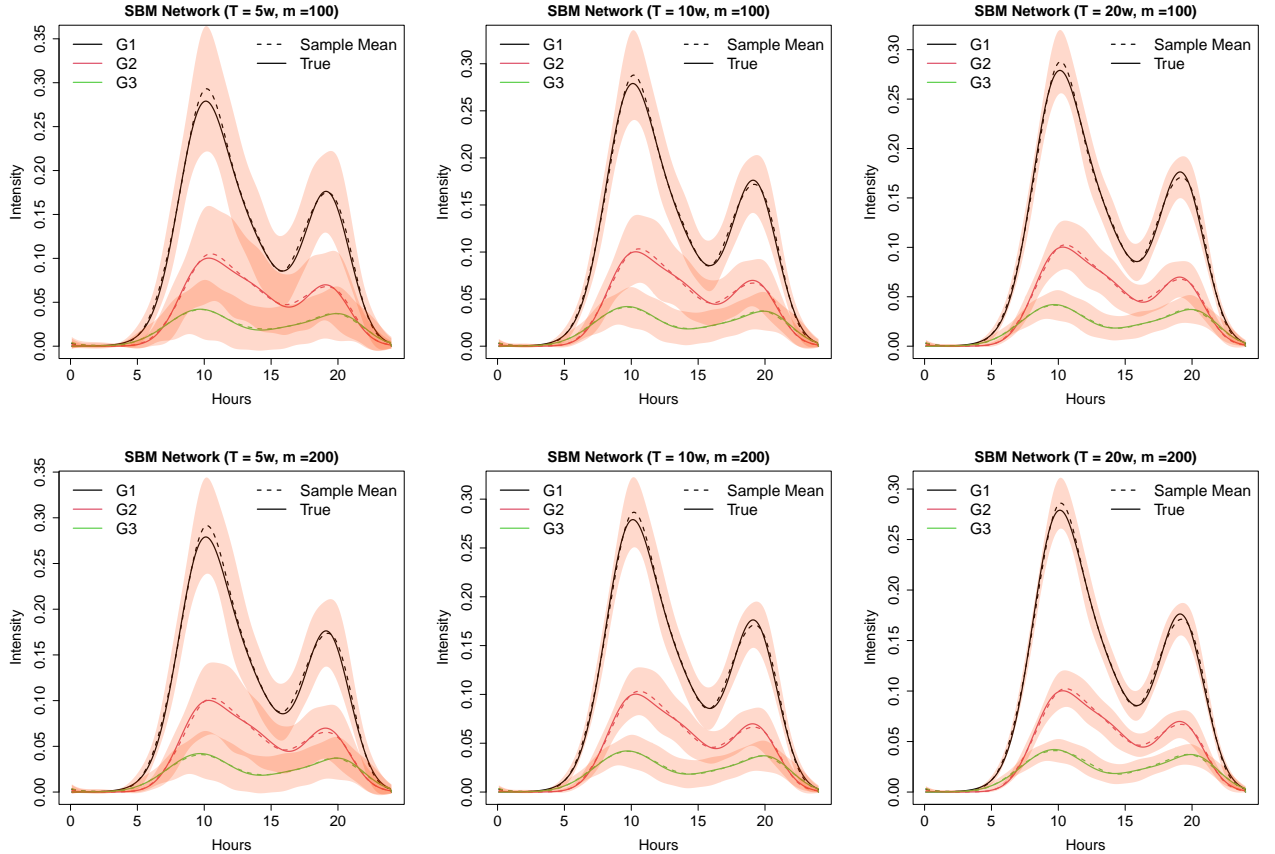 SBM Network (T = 5w, m =100)
G1
G2
G3
Sample Mean
True
0.00 0.05 0.10 0.15 0.20 0.25 0.30 0.35
Intensity
0 5 10 15 20
Hours
SBM Network (T = 10w, m =100)
G1
G2
G3
Sample Mean
True
0.00 0.05 0.10 0.15 0.20 0.25 0.30
Intensity
0 5 10 15 20
Hours
SBM Network (T = 20w, m =100)
G1
G2
G3
Sample Mean
True
0.00 0.05 0.10 0.15 0.20 0.25 0.30
Intensity
0 5 10 15 20
Hours
SBM Network (T = 5w, m =200)
G1
G2
G3
Sample Mean
True
0.00 0.05 0.10 0.15 0.20 0.25 0.30 0.35
Intensity
0 5 10 15 20
Hours
SBM Network (T = 10w, m =200)
G1
G2
G3
Sample Mean
True
0.00 0.05 0.10 0.15 0.20 0.25 0.30
Intensity
0 5 10 15 20
Hours
SBM Network (T = 20w, m =200)
G1
G2
G3
Sample Mean
True
0.00 0.05 0.10 0.15 0.20 0.25 0.30
Intensity
0 5 10 15 20
Hours